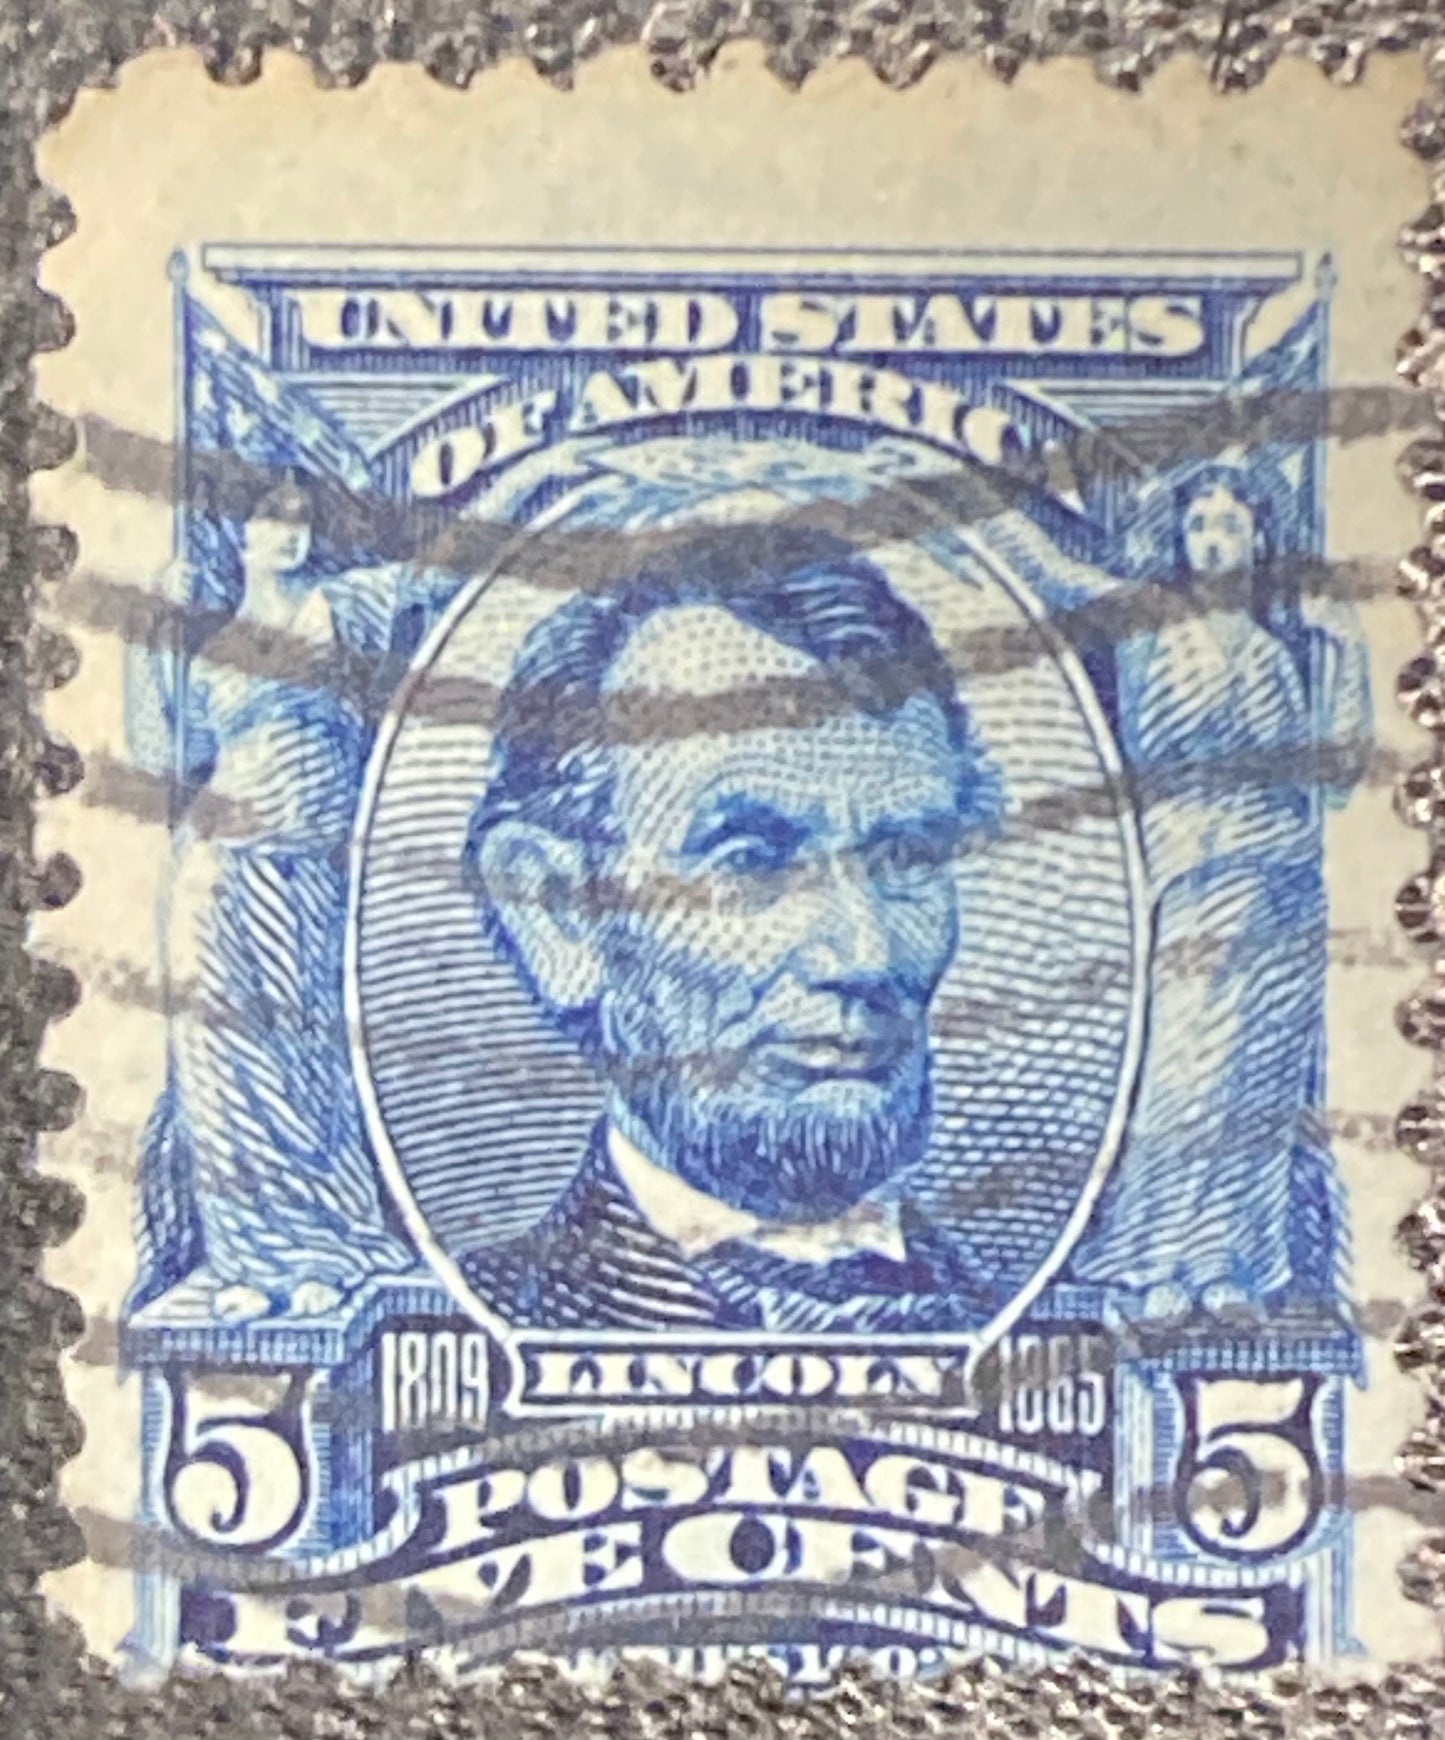 UNITED STATES
OF AMERICA
1809 LINCOLN 1865
5 POSTAGE 5
FIVE CENTS